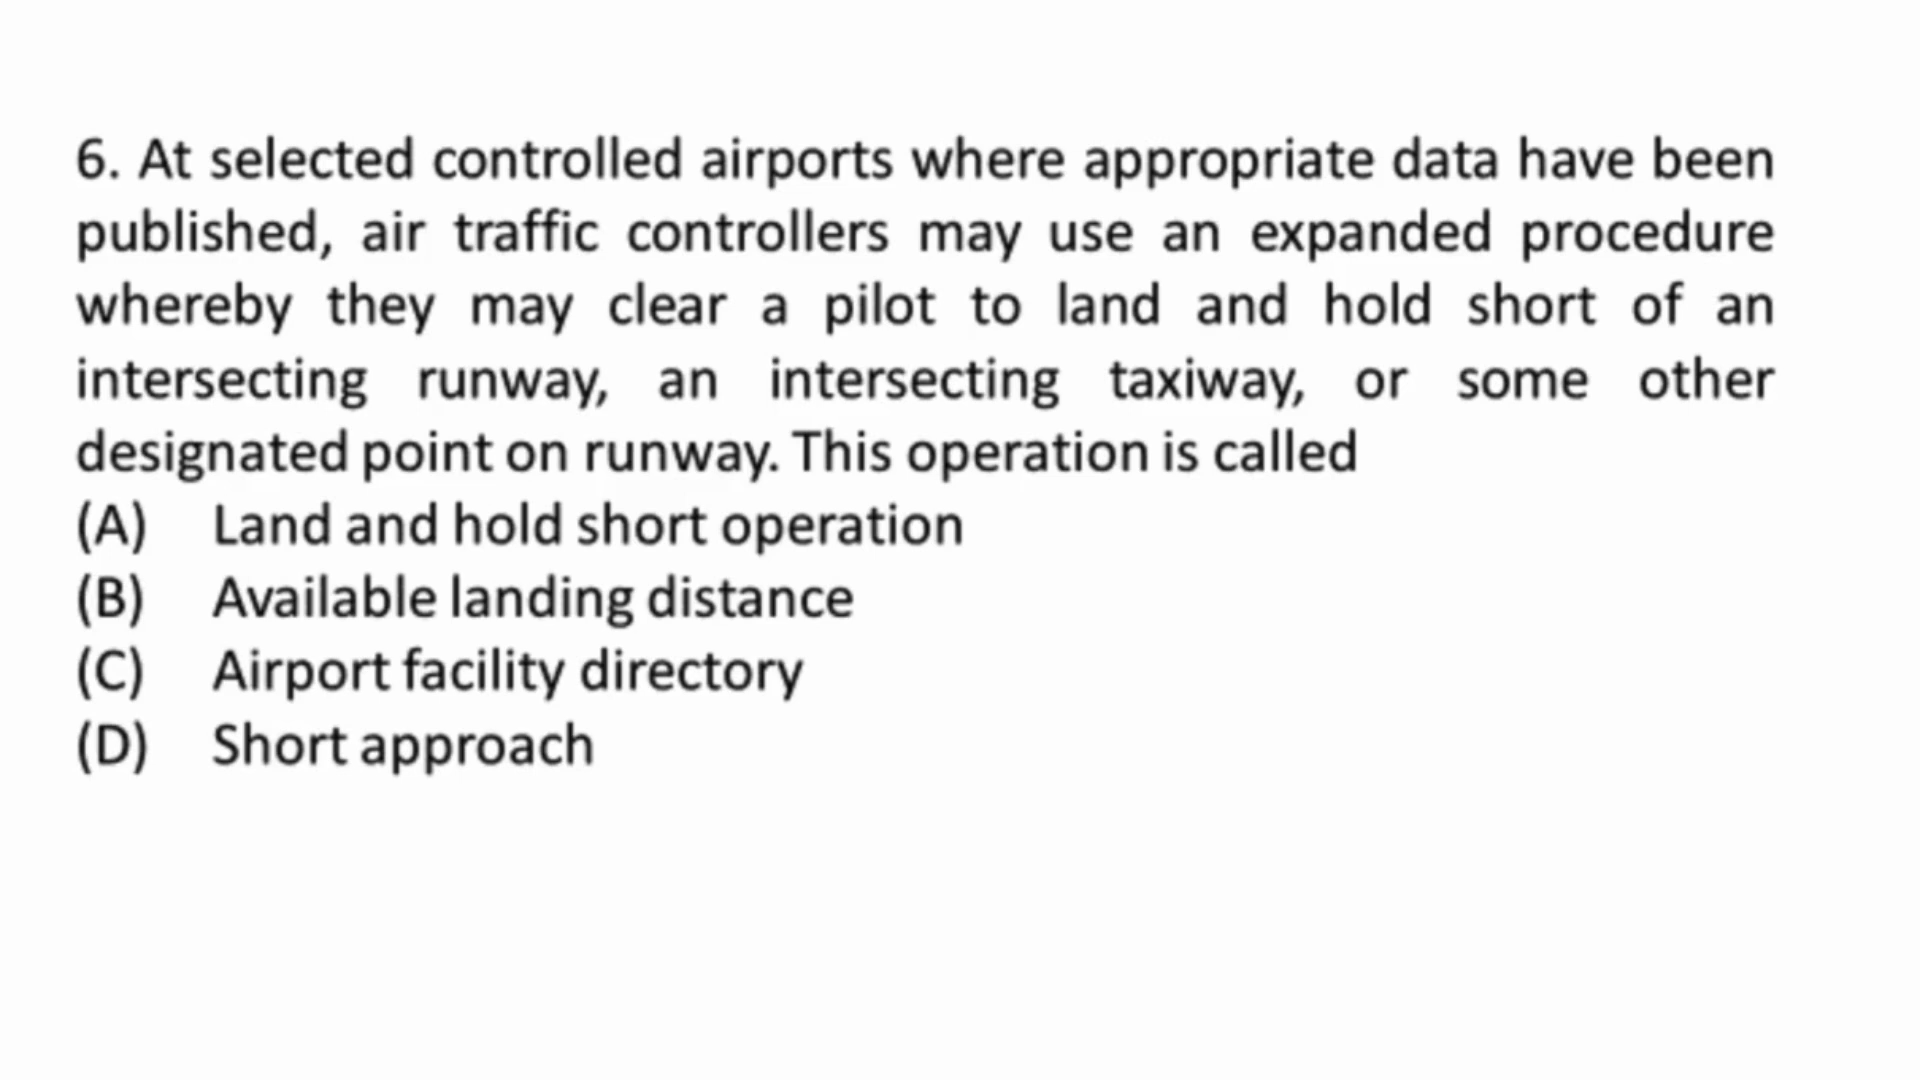 6. At selected controlled airports where appropriate data have been
published, air traffic controllers may use an expanded procedure
whereby they may clear a pilot to land and hold short of an
intersecting runway, an intersecting taxiway, or some other
designated point on runway. This operation is called
(A) Land and hold short operation
(B) Available landing distance
(C) Airport facility directory
(D) Short approach